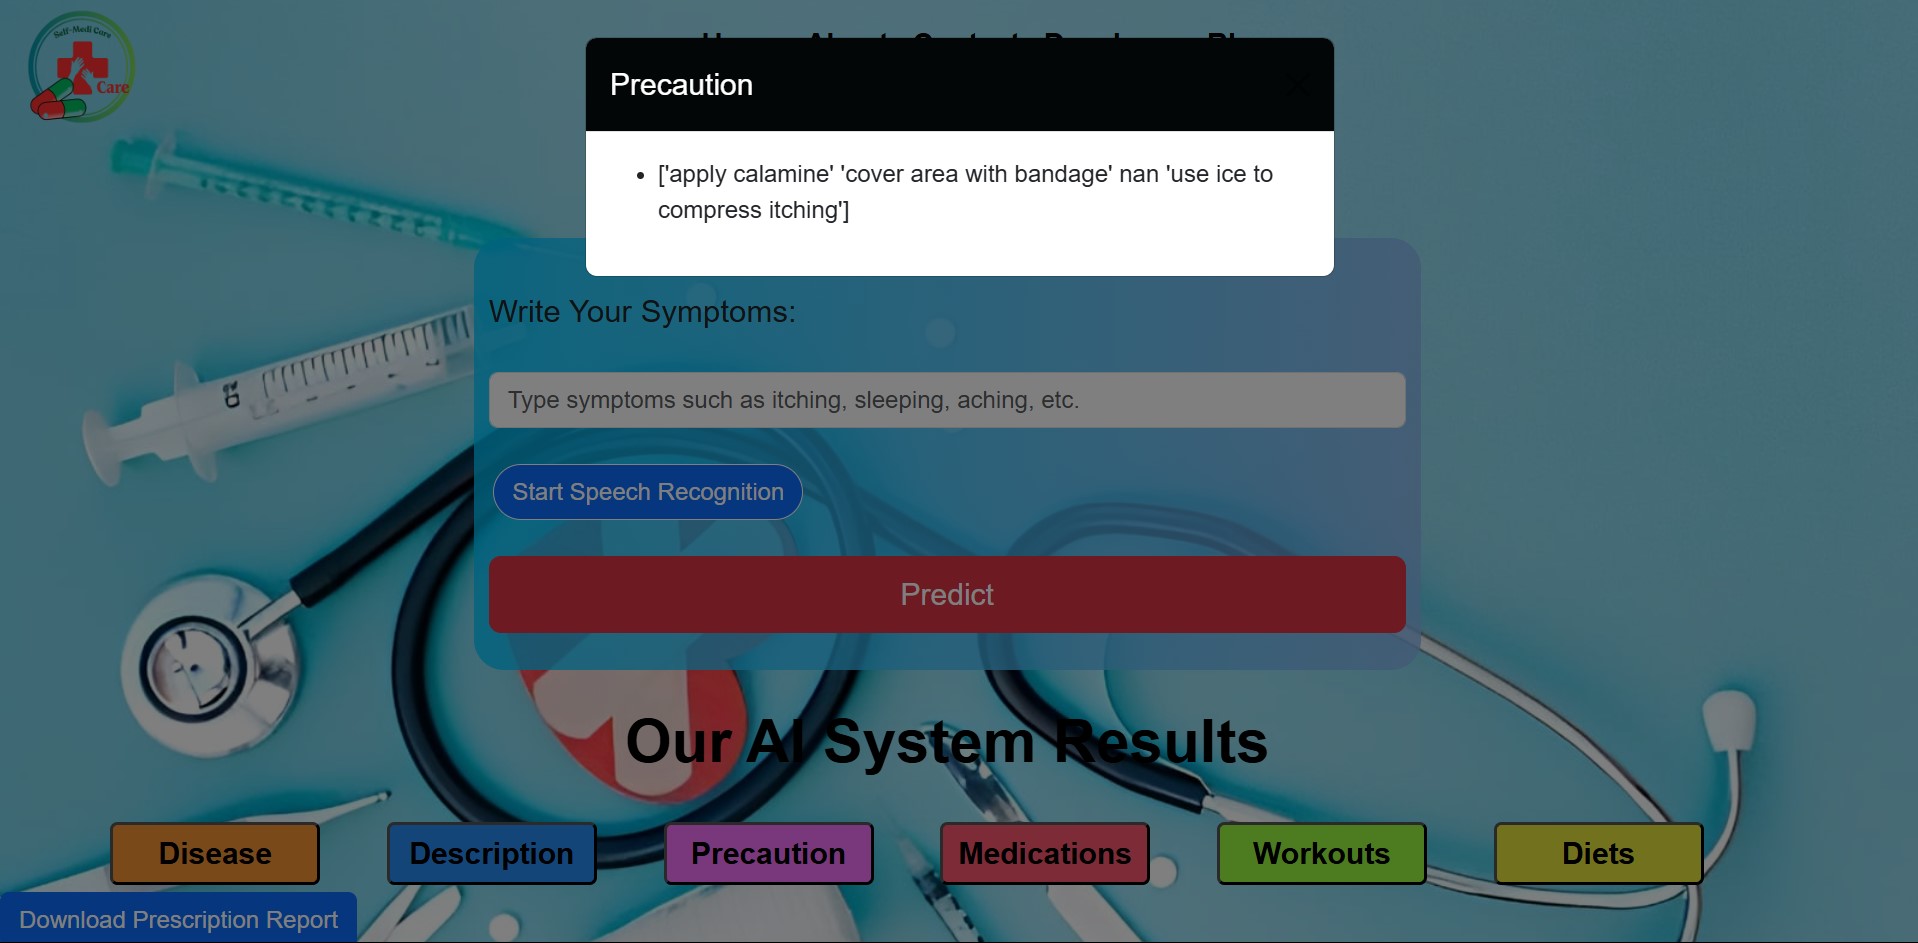 Self-Medi Care
Care
Precaution
['apply calamine' 'cover area with bandage' nan 'use ice to
compress itching']
Write Your Symptoms:
Type symptoms such as itching, sleeping, aching, etc.
Start Speech Recognition
Predict
Our AI System Results
Disease
Description
Precaution
Medications
Workouts
Diets
Download Prescription Report